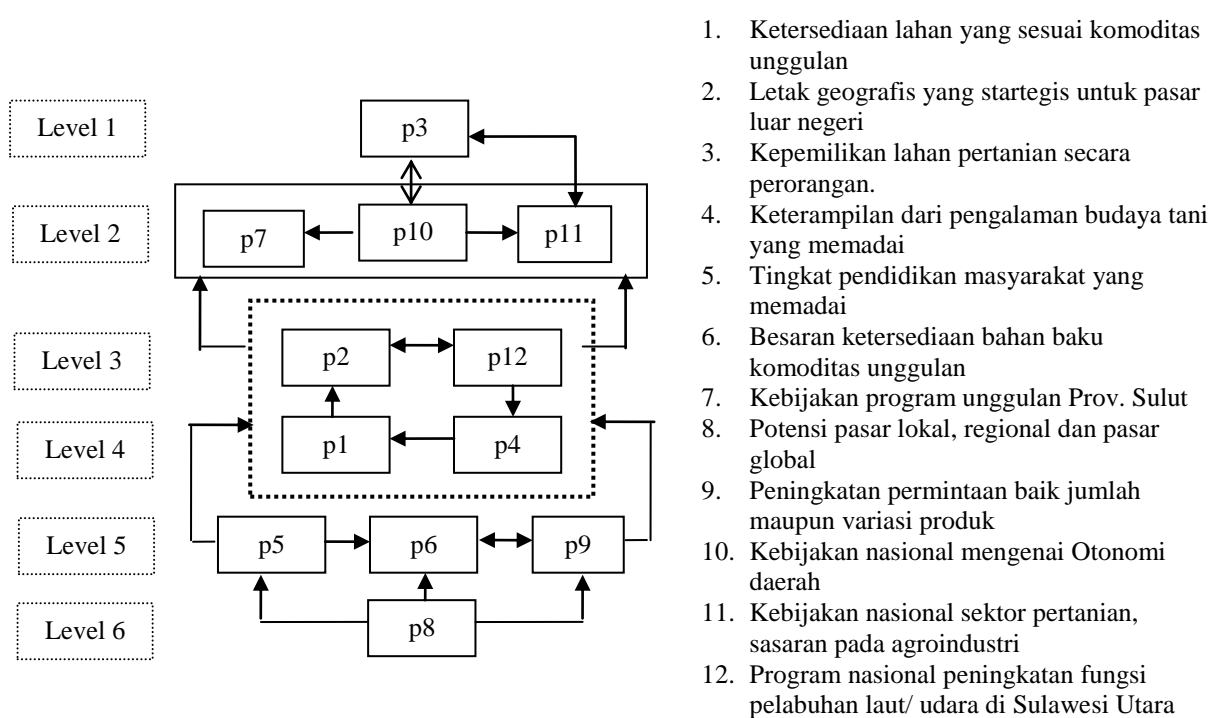 Level 1
p3
Level 2
p7
p10
p11
Level 3
p2
p12
Level 4
p1
p4
Level 5
p5
p6
p9
Level 6
p8
1. Ketersediaan lahan yang sesuai komoditas
unggulan
2. Letak geografis yang startegis untuk pasar
luar negeri
3. Kepemilikan lahan pertanian secara
perorangan.
4. Keterampilan dari pengalaman budaya tani
yang memadai
5. Tingkat pendidikan masyarakat yang
memadai
6. Besaran ketersediaan bahan baku
komoditas unggulan
7. Kebijakan program unggulan Prov. Sulut
8. Potensi pasar lokal, regional dan pasar
global
9. Peningkatan permintaan baik jumlah
maupun variasi produk
10. Kebijakan nasional mengenai Otonomi
daerah
11. Kebijakan nasional sektor pertanian,
sasaran pada agroindustri
12. Program nasional peningkatan fungsi
pelabuhan laut/ udara di Sulawesi Utara